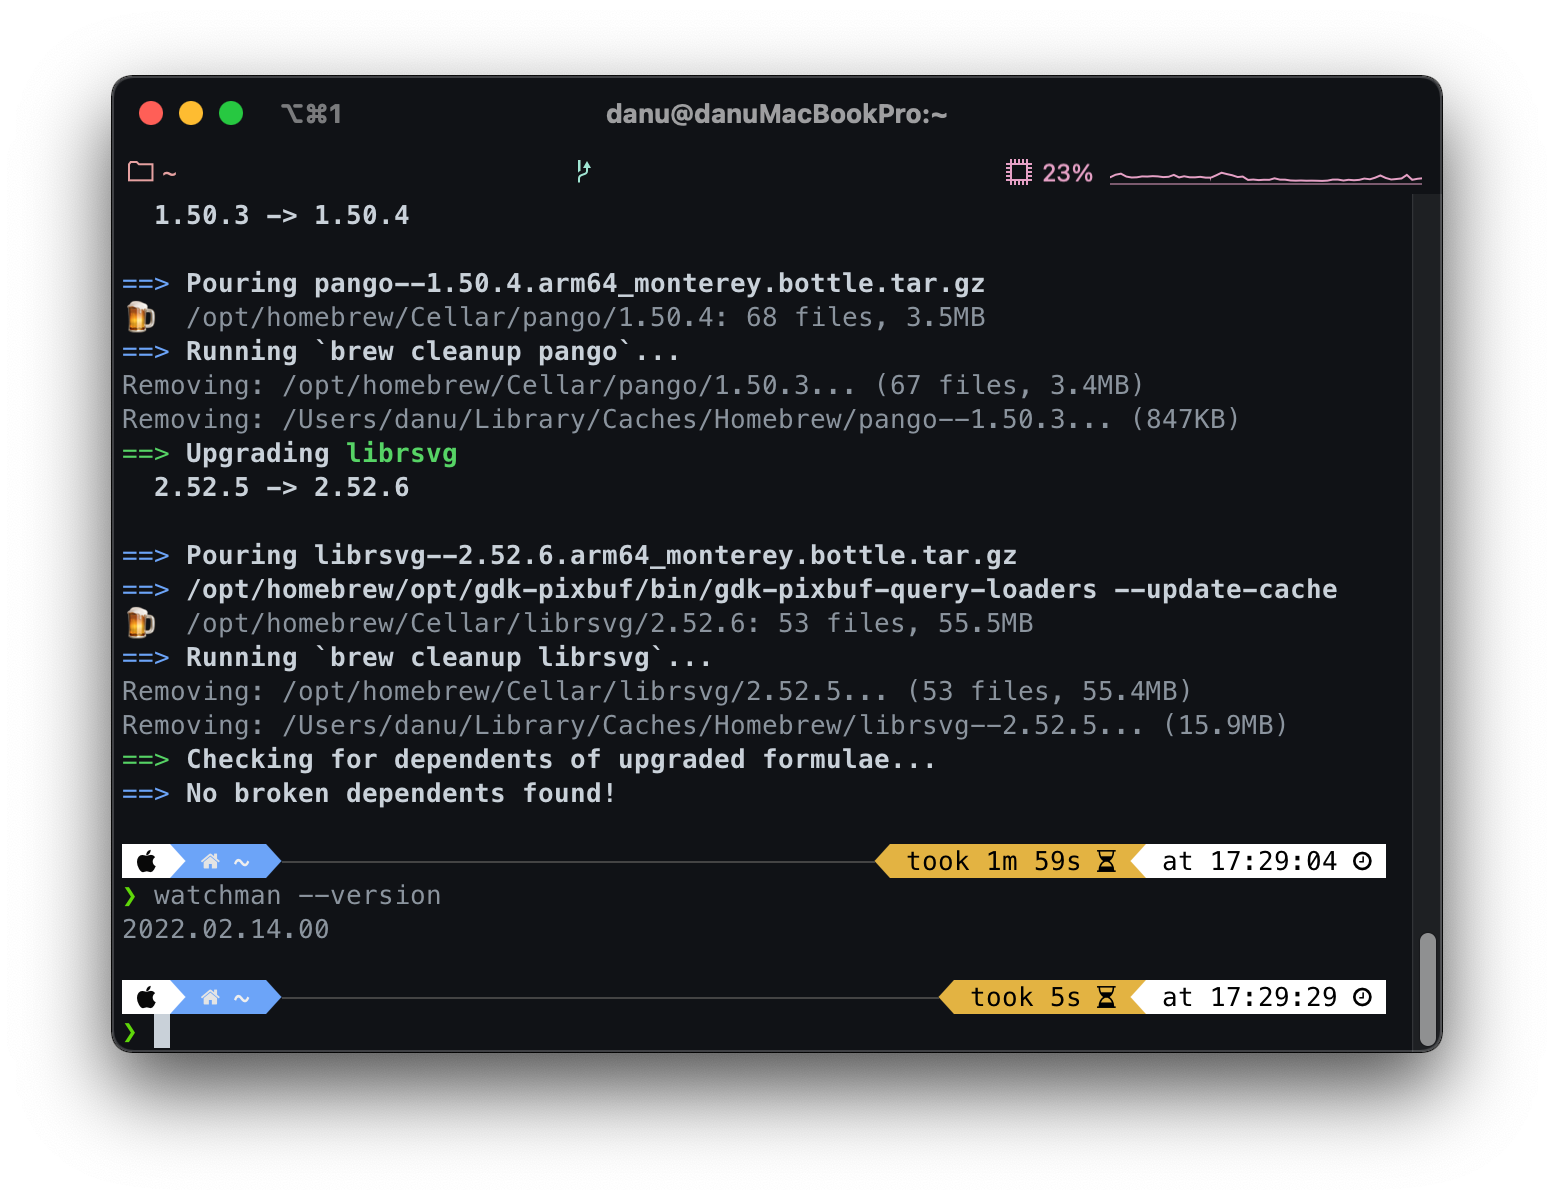 ⌥⌘1
danu@danuMacBookPro:~
~
23%
1.50.3 -> 1.50.4
==> Pouring pango--1.50.4.arm64_monterey.bottle.tar.gz
🍺 /opt/homebrew/Cellar/pango/1.50.4: 68 files, 3.5MB
==> Running `brew cleanup pango`...
Removing: /opt/homebrew/Cellar/pango/1.50.3... (67 files, 3.4MB)
Removing: /Users/danu/Library/Caches/Homebrew/pango--1.50.3... (847KB)
==> Upgrading librsvg
2.52.5 -> 2.52.6
==> Pouring librsvg--2.52.6.arm64_monterey.bottle.tar.gz
==> /opt/homebrew/opt/gdk-pixbuf/bin/gdk-pixbuf-query-loaders --update-cache
🍺 /opt/homebrew/Cellar/librsvg/2.52.6: 53 files, 55.5MB
==> Running `brew cleanup librsvg`...
Removing: /opt/homebrew/Cellar/librsvg/2.52.5... (53 files, 55.4MB)
Removing: /Users/danu/Library/Caches/Homebrew/librsvg--2.52.5... (15.9MB)
==> Checking for dependents of upgraded formulae...
==> No broken dependents found!
~ took 1m 59s at 17:29:04
❯ watchman --version
2022.02.14.00
~ took 5s at 17:29:29
❯